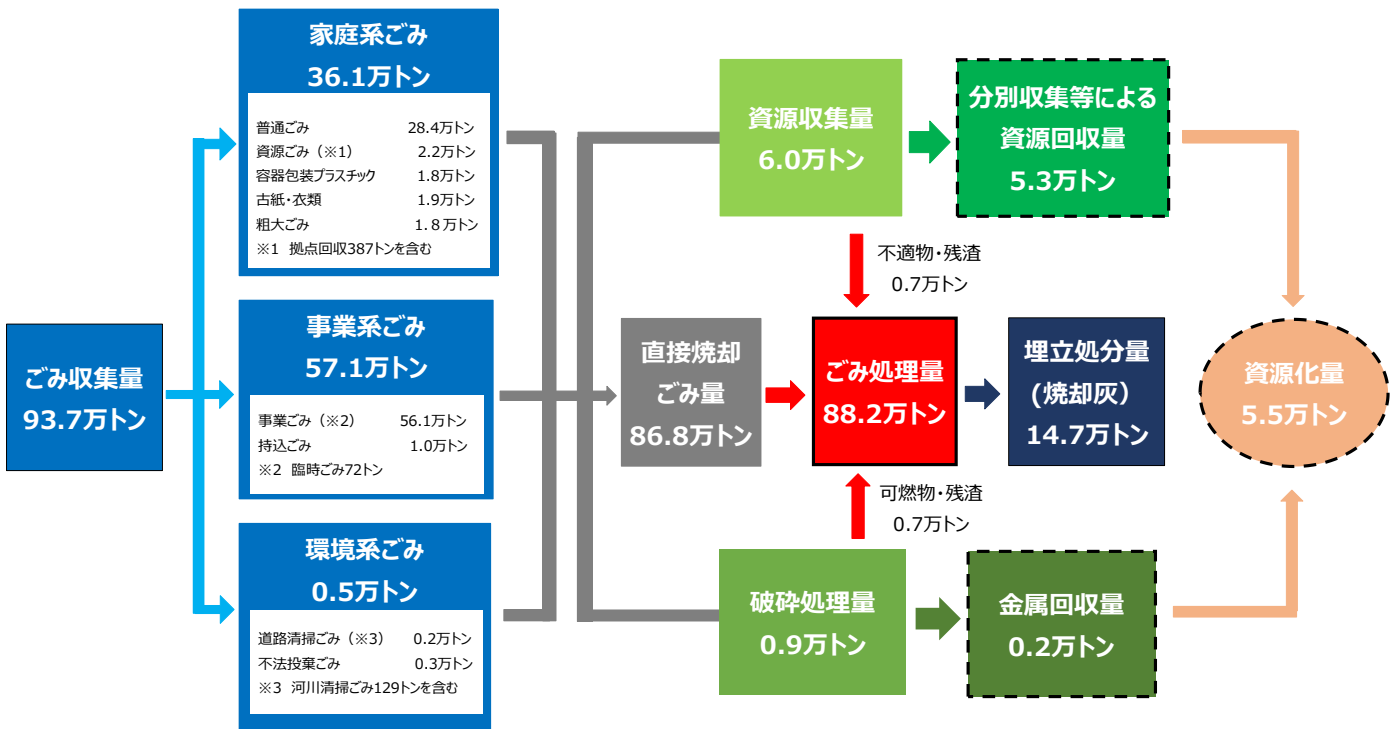 ごみ収集量
93.7万トン
家庭系ごみ
36.1万トン
普通ごみ 28.4万トン
資源ごみ（※1） 2.2万トン
容器包装プラスチック 1.8万トン
古紙・衣類 1.9万トン
粗大ごみ 1.８万トン
※1 拠点回収387トンを含む
事業系ごみ
57.1万トン
事業ごみ（※2） 56.1万トン
持込ごみ 1.0万トン
※2 臨時ごみ72トン
環境系ごみ
0.5万トン
道路清掃ごみ（※3） 0.2万トン
不法投棄ごみ 0.3万トン
※3 河川清掃ごみ129トンを含む
資源収集量
6.0万トン
分別収集等による
資源回収量
5.3万トン
不適物・残渣
0.7万トン
直接焼却
ごみ量
86.8万トン
ごみ処理量
88.2万トン
埋立処分量
(焼却灰）
14.7万トン
資源化量
5.5万トン
可燃物・残渣
0.7万トン
破砕処理量
0.9万トン
金属回収量
0.2万トン